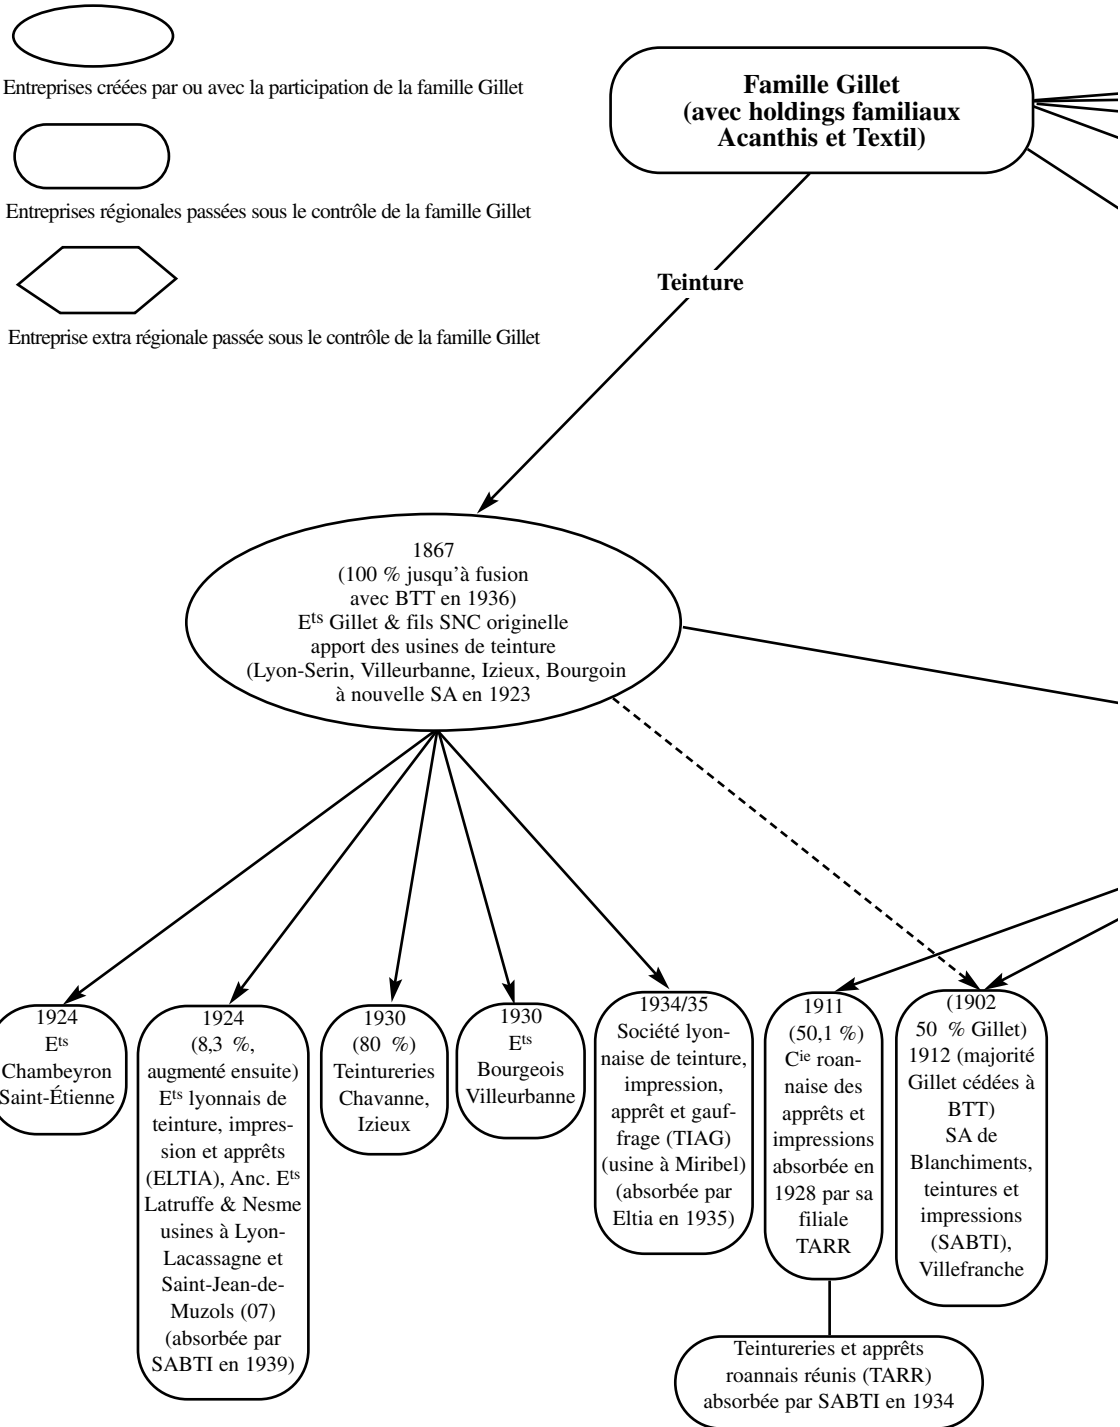 Entreprises créées par ou avec la participation de la famille Gillet
Entreprises régionales passées sous le contrôle de la famille Gillet
Entreprise extra régionale passée sous le contrôle de la famille Gillet
Famille Gillet
(avec holdings familiaux
Acanthis et Textil)
Teinture
1867
(100 % jusqu'à fusion
avec BTT en 1936)
Ets Gillet & fils SNC originelle
apport des usines de teinture
(Lyon-Serin, Villeurbanne, Izieux, Bourgoin
à nouvelle SA en 1923
1924
Ets
Chambeyron
Saint-Étienne
1924
(8,3 %,
augmenté ensuite)
Ets lyonnais de
teinture, impres-
sion et apprêts
(ELTIA), Anc. Ets
Latruffe & Nesme
usines à Lyon-
Lacassagne et
Saint-Jean-de-
Muzols (07)
(absorbée par
SABTI en 1939)
1930
(80 %)
Teintureries
Chavanne,
Izieux
1930
Ets
Bourgeois
Villeurbanne
1934/35
Société lyon-
naise de teinture,
impression,
apprêt et gauf-
frage (TIAG)
(usine à Miribel)
(absorbée par
Eltia en 1935)
1911
(50,1 %)
Cie roan-
naise des
apprêts et
impressions
absorbée en
1928 par sa
filiale
TARR
(1902
50 % Gillet)
1912 (majorité
Gillet cédées à
BTT)
SA de
Blanchiments,
teintures et
impressions
(SABTI),
Villefranche
Teintureries et apprêts
roannais réunis (TARR)
absorbée par SABTI en 1934